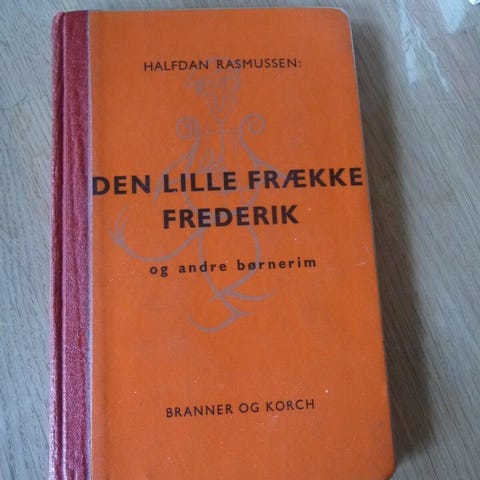 HALFDAN RASMUSSEN:
DEN LILLE FRÆKKE
FREDERIK
og andre børnerim
BRANNER OG KORCH